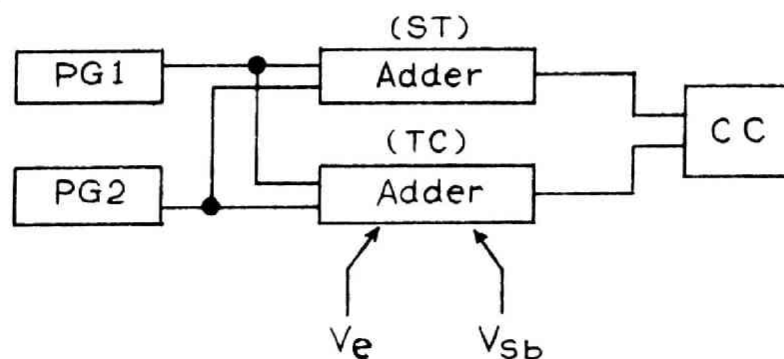 (ST)
PG1
Adder
CC
(TC)
PG2
Adder
Ve
Vsb